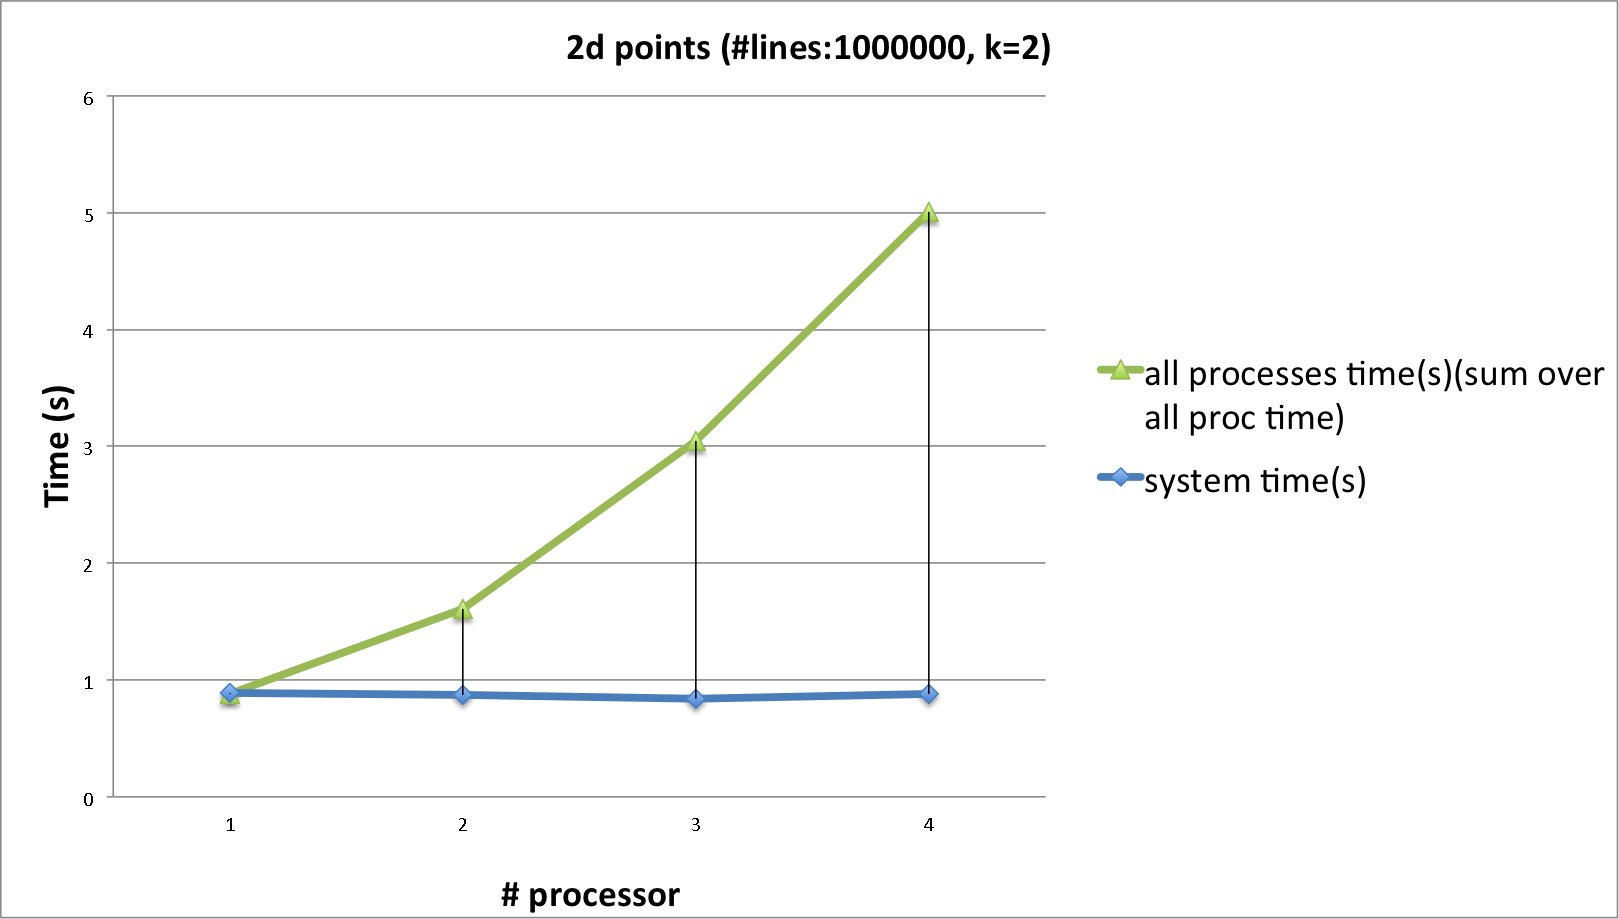 2d points (#lines:1000000, k=2)
6
5
4
3
2
1
0
Time (s)
1 2 3 4
# processor
all processes time(s)(sum over
all proc time)
system time(s)